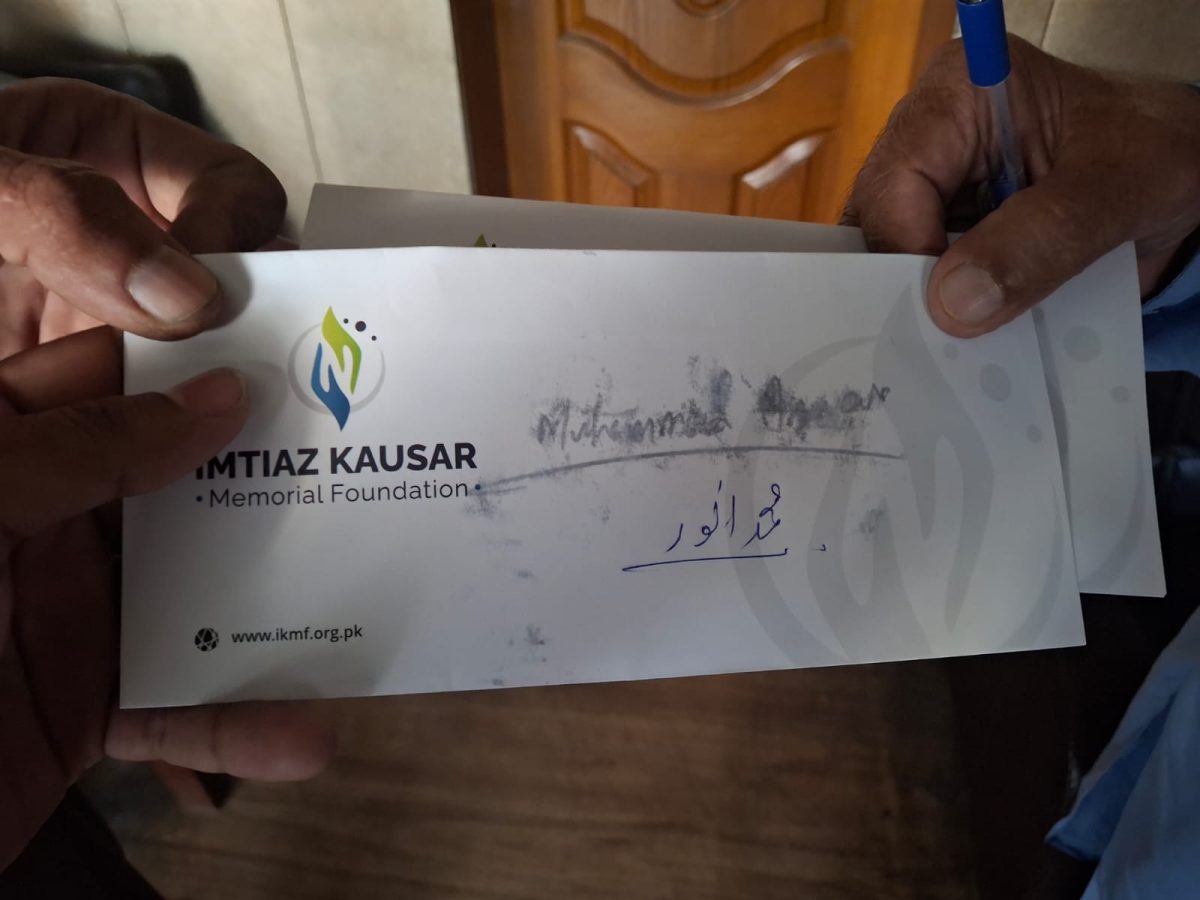 IMTIAZ KAUSAR
• Memorial Foundation •
Muhammad Anwar
محمد انور
www.ikmf.org.pk